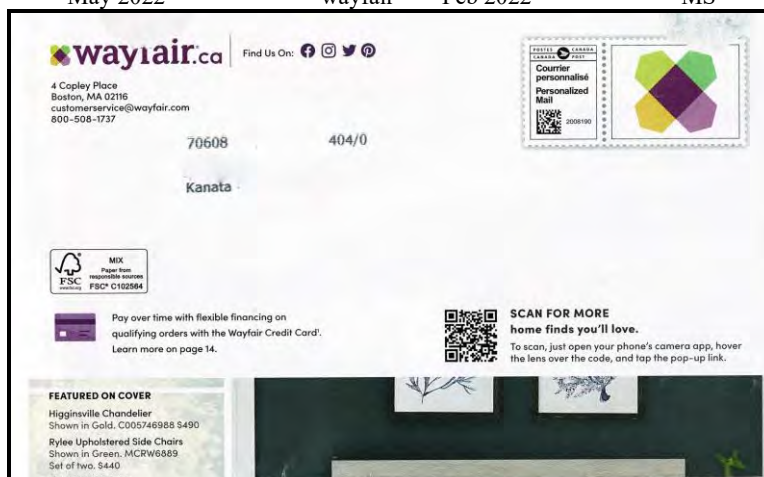 May 2022 wayfair Feb 2022 MS
wayfair.ca Find Us On:
4 Copley Place
Boston, MA 02116
customerservice@wayfair.com
800-508-1737
70608 404/0
Kanata
POSTES CANADA
CANADA POST
Courrier
personnalisé
Personalized
Mail
2008190
FSC
MIX
Paper from
responsible sources
FSC® C102564
Pay over time with flexible financing on
qualifying orders with the Wayfair Credit Card¹.
Learn more on page 14.
SCAN FOR MORE
home finds you'll love.
To scan, just open your phone's camera app, hover
the lens over the code, and tap the pop-up link.
FEATURED ON COVER
Higginsville Chandelier
Shown in Gold. C005746988 $490
Rylee Upholstered Side Chairs
Shown in Green. MCRW6889
Set of two. $440